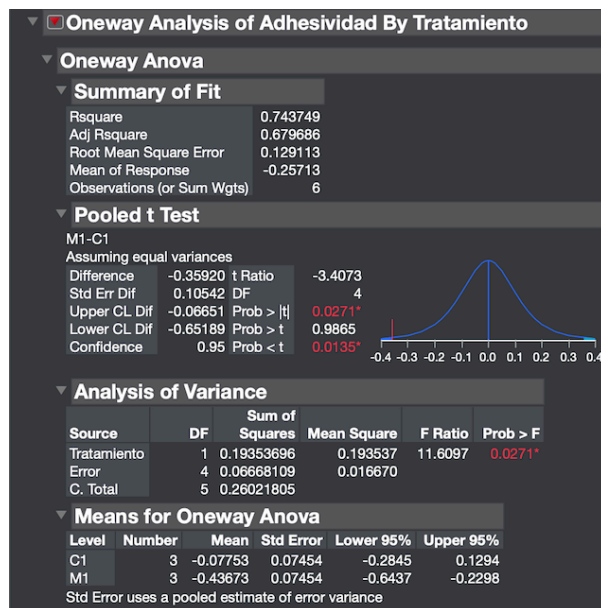 Oneway Analysis of Adhesividad By Tratamiento
Oneway Anova
Summary of Fit
Rsquare 0.743749
Adj Rsquare 0.679686
Root Mean Square Error 0.129113
Mean of Response -0.25713
Observations (or Sum Wgts) 6
Pooled t Test
M1-C1
Assuming equal variances
Difference -0.35920 t Ratio -3.4073
Std Err Dif 0.10542 DF 4
Upper CL Dif -0.06651 Prob > |t| 0.0271*
Lower CL Dif -0.65189 Prob > t 0.9865
Confidence 0.95 Prob < t 0.0135*
-0.4 -0.3 -0.2 -0.1 0.0 0.1 0.2 0.3 0.4
Analysis of Variance
Source DF Sum of Squares Mean Square F Ratio Prob > F
Tratamiento 1 0.19353696 0.193537 11.6097 0.0271*
Error 4 0.06668109 0.016670
C. Total 5 0.26021805
Means for Oneway Anova
Level Number Mean Std Error Lower 95% Upper 95%
C1 3 -0.07753 0.07454 -0.2845 0.1294
M1 3 -0.43673 0.07454 -0.6437 -0.2298
Std Error uses a pooled estimate of error variance